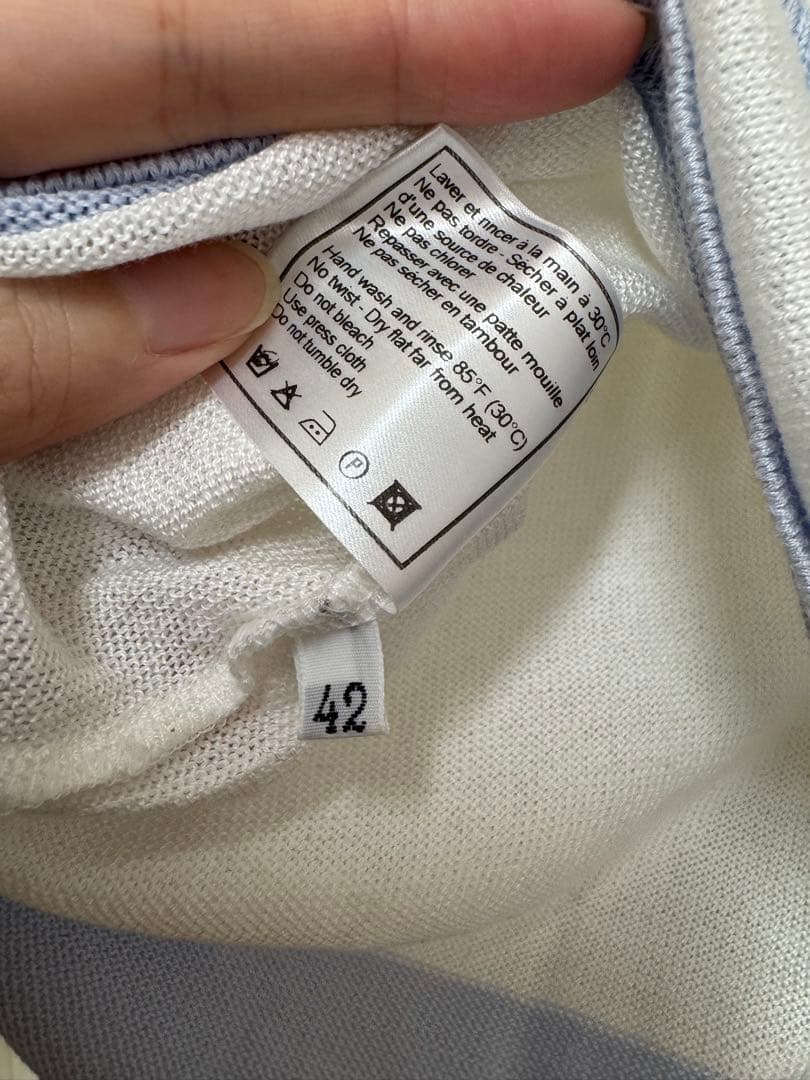 Laver et rincer à la main à 30°C
Ne pas tordre - Sécher à plat loin
d'une source de chaleur
Ne pas chlorer
Repasser avec une patte mouille
Ne pas sécher en tambour
Hand wash and rinse 85°F (30°C)
No twist - Dry flat far from heat
Do not bleach
Use press cloth
Do not tumble dry
P
42